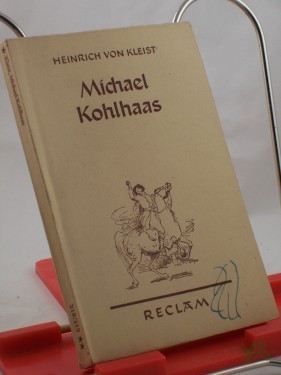 HEINRICH VON KLEIST
Michael
Kohlhaas
RECLAM